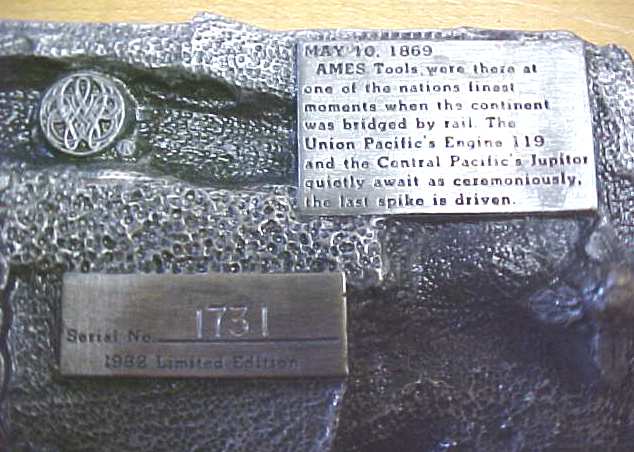 MAY 10, 1869
AMES Tools, were there at
one of the nations finest
moments when the continent
was bridged by rail. The
Union Pacific's Engine 119
and the Central Pacific's Jupitor
quietly await as ceremoniously,
the last spike is driven.
®
Serial No. 1731
1982 Limited Edition